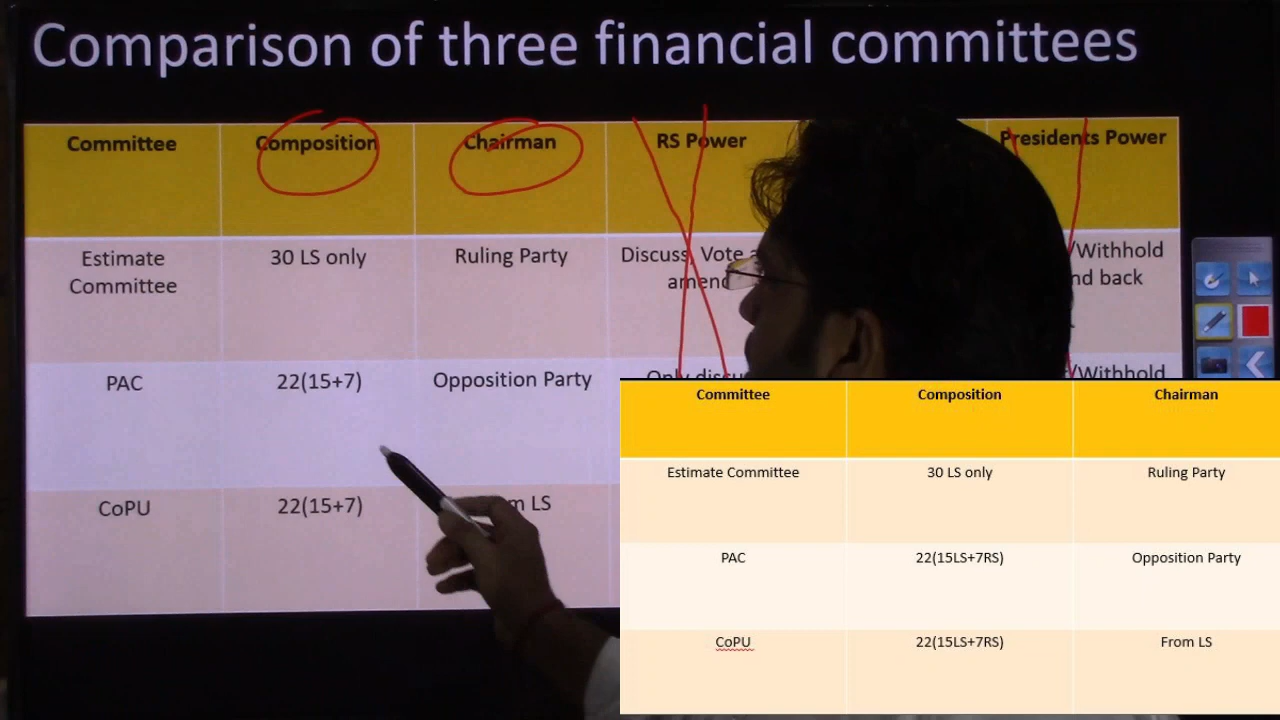 Comparison of three financial committees
Committee Composition Chairman RS Power Presidents Power
Estimate Committee 30 LS only Ruling Party Discuss, Vote amend /Withhold back
PAC 22(15+7) Opposition Party Only /Withhold
CoPU 22(15+7) LS
Committee Composition Chairman
Estimate Committee 30 LS only Ruling Party
PAC 22(15LS+7RS) Opposition Party
CoPU 22(15LS+7RS) From LS